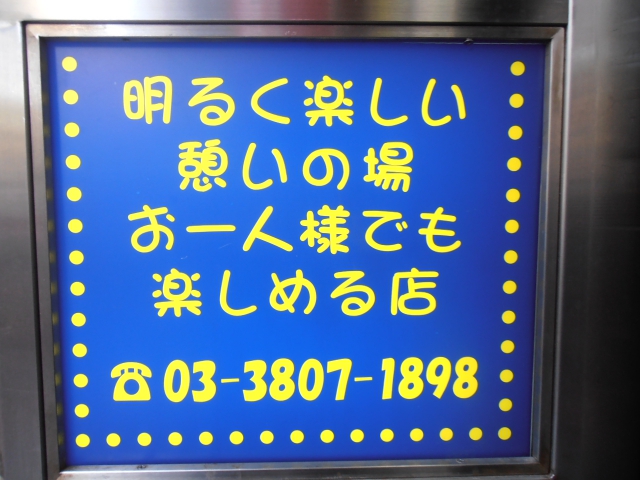 明るく楽しい
憩いの場
お一人様でも
楽しめる店
☎03-3807-1898